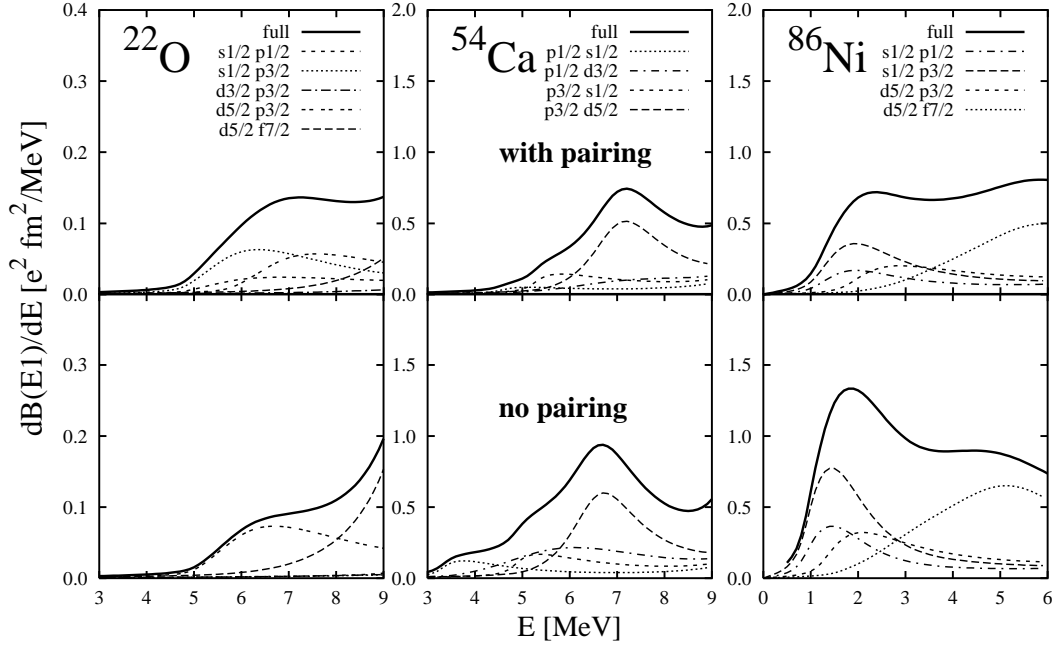 dB(E1)/dE [e² fm²/MeV]
0.4
0.3
0.2
0.1
0.0
²²O
full
s1/2 p1/2
s1/2 p3/2
d3/2 p3/2
d5/2 p3/2
d5/2 f7/2
2.0
1.5
1.0
0.5
0.0
⁵⁴Ca
full
p1/2 s1/2
p1/2 d3/2
p3/2 s1/2
p3/2 d5/2
with pairing
2.0
1.5
1.0
0.5
0.0
⁸⁶Ni
full
s1/2 p1/2
s1/2 p3/2
d5/2 p3/2
d5/2 f7/2
0.3
0.2
0.1
0.0
3 4 5 6 7 8 9
1.5
1.0
0.5
0.0
no pairing
3 4 5 6 7 8 9
1.5
1.0
0.5
0.0
0 1 2 3 4 5 6
E [MeV]